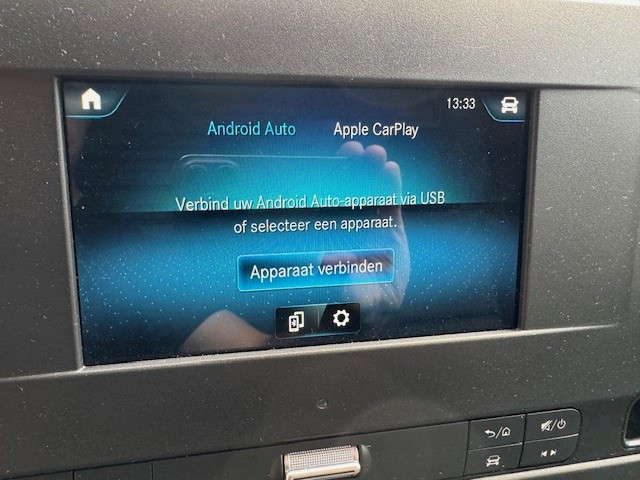 13:33
Android Auto Apple CarPlay
Verbind uw Android Auto-apparaat via USB
of selecteer een apparaat.
Apparaat verbinden